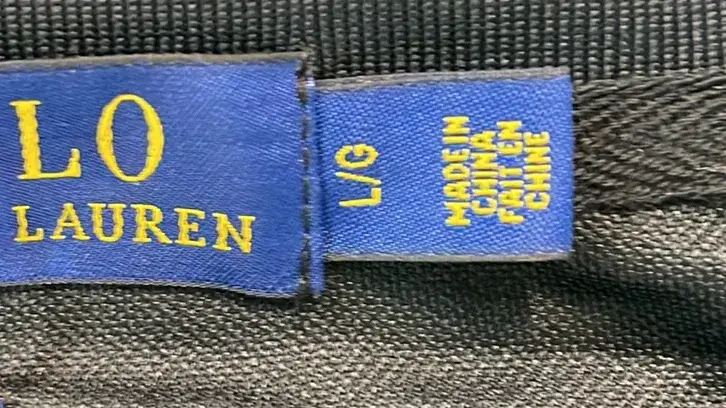 LO
LAUREN
L/G
MADE IN
CHINA
FAIT EN
CHINE